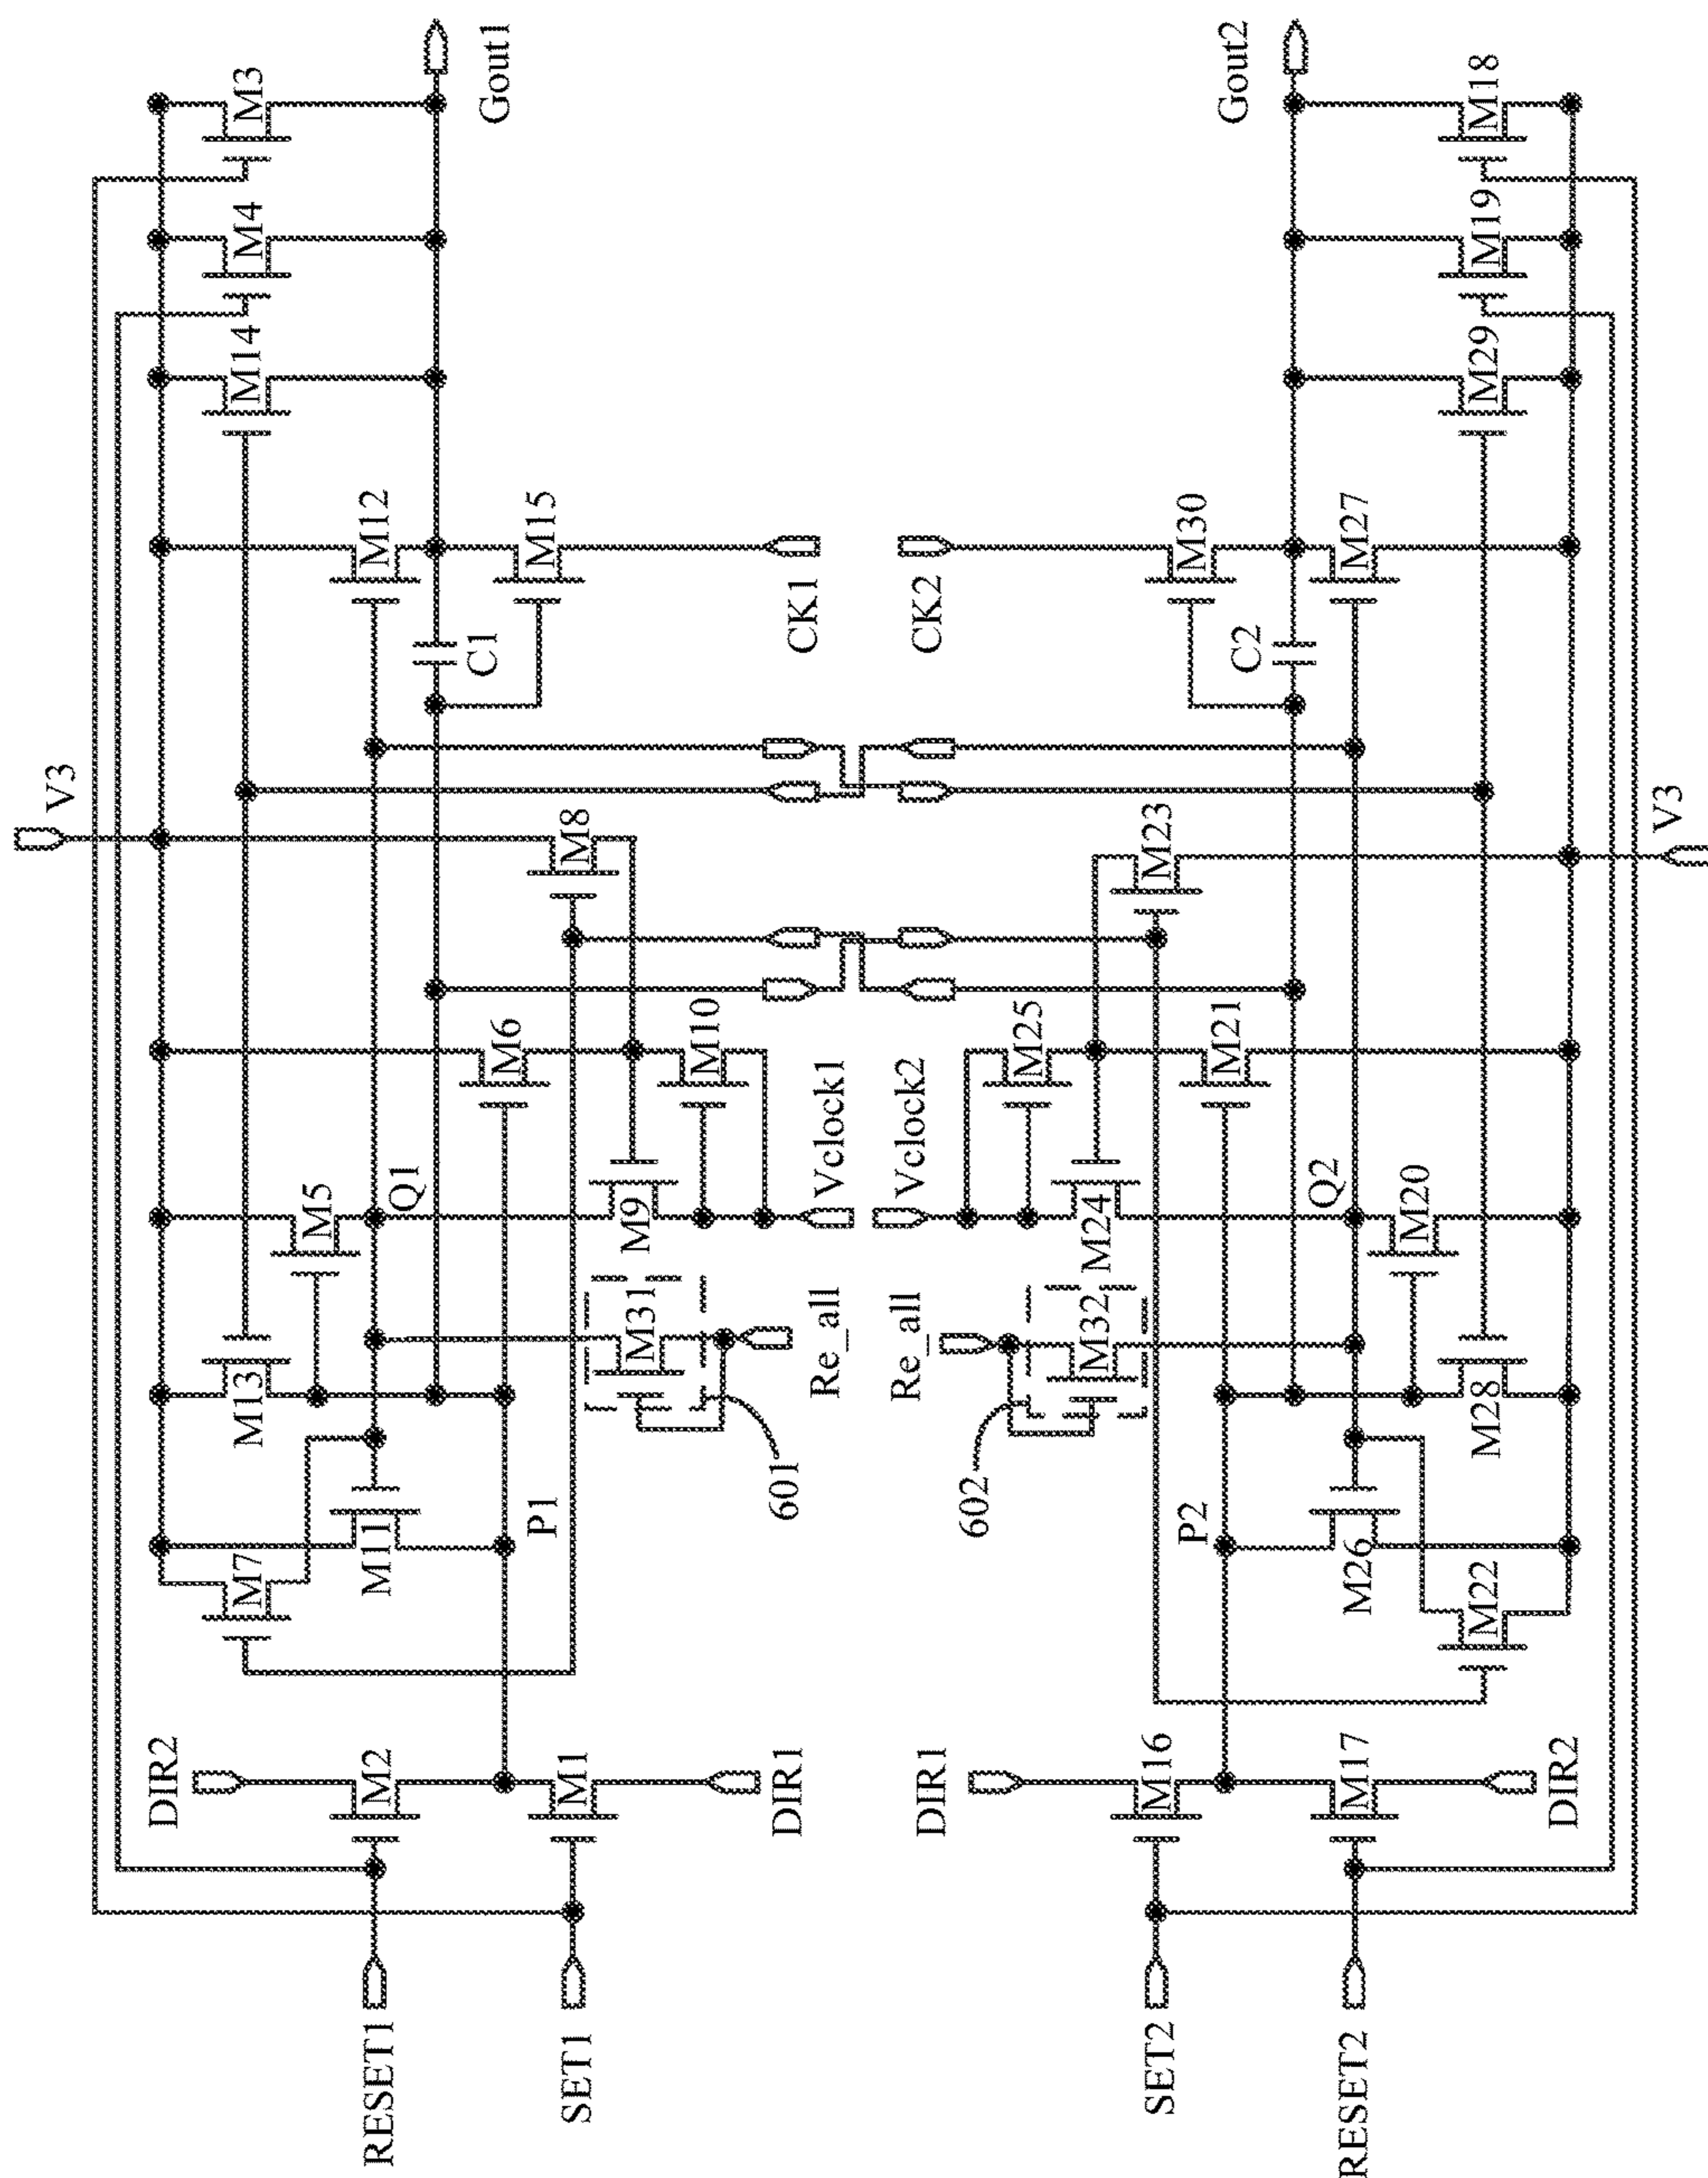 RESET1
SET1
SET2
RESET2
DIR2
M2
M1
DIR1
DIR1
M16
M17
DIR2
M7
M11
P1
M13
M5
Q1
M31
601
Re_all
M9
M6
M10
Vclock1
M8
V3
C1
M12
M15
CK1
M14
M4
M3
Gout1
P2
602
Re_all
M32
M24
Vclock2
M25
M21
M23
M26
M22
M28
M20
Q2
V3
C2
CK2
M30
M27
M29
M19
M18
Gout2